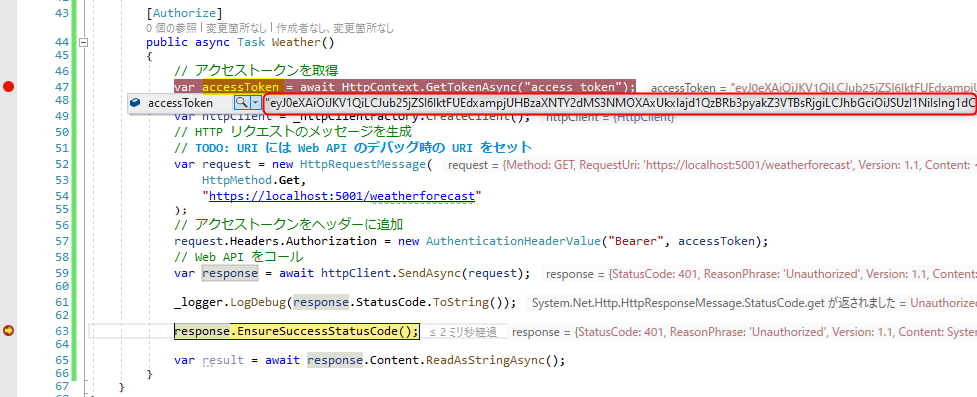 43 [Authorize]
0 個の参照 | 変更箇所なし | 作成者なし、変更箇所なし
44 public async Task Weather()
45 {
46 // アクセストークンを取得
47 var accessToken = await HttpContext.GetTokenAsync("access_token"); accessToken = "eyJ0eXAiOiJKV1QiLCJub25jZSI6IktFUEdxampjU
48 accessToken
49 var httpClient = _httpClientFactory.CreateClient(); httpClient = {HttpClient}
50 // HTTP リクエストのメッセージを生成
51 // TODO: URI には Web API のデバッグ時の URI をセット
52 var request = new HttpRequestMessage( request = {Method: GET, RequestUri: 'https://localhost:5001/weatherforecast', Version: 1.1, Content: <
53 HttpMethod.Get,
54 "https://localhost:5001/weatherforecast"
55 );
56 // アクセストークンをヘッダーに追加
57 request.Headers.Authorization = new AuthenticationHeaderValue("Bearer", accessToken);
58 // Web API をコール
59 var response = await httpClient.SendAsync(request); response = {StatusCode: 401, ReasonPhrase: 'Unauthorized', Version: 1.1, Content:
60
61 _logger.LogDebug(response.StatusCode.ToString()); System.Net.Http.HttpResponseMessage.StatusCode.get が返されました = Unauthorized
62
63 response.EnsureSuccessStatusCode(); ≤ 2 ミリ秒経過 response = {StatusCode: 401, ReasonPhrase: 'Unauthorized', Version: 1.1, Content: System
64
65 var result = await response.Content.ReadAsStringAsync();
66 }
67 }